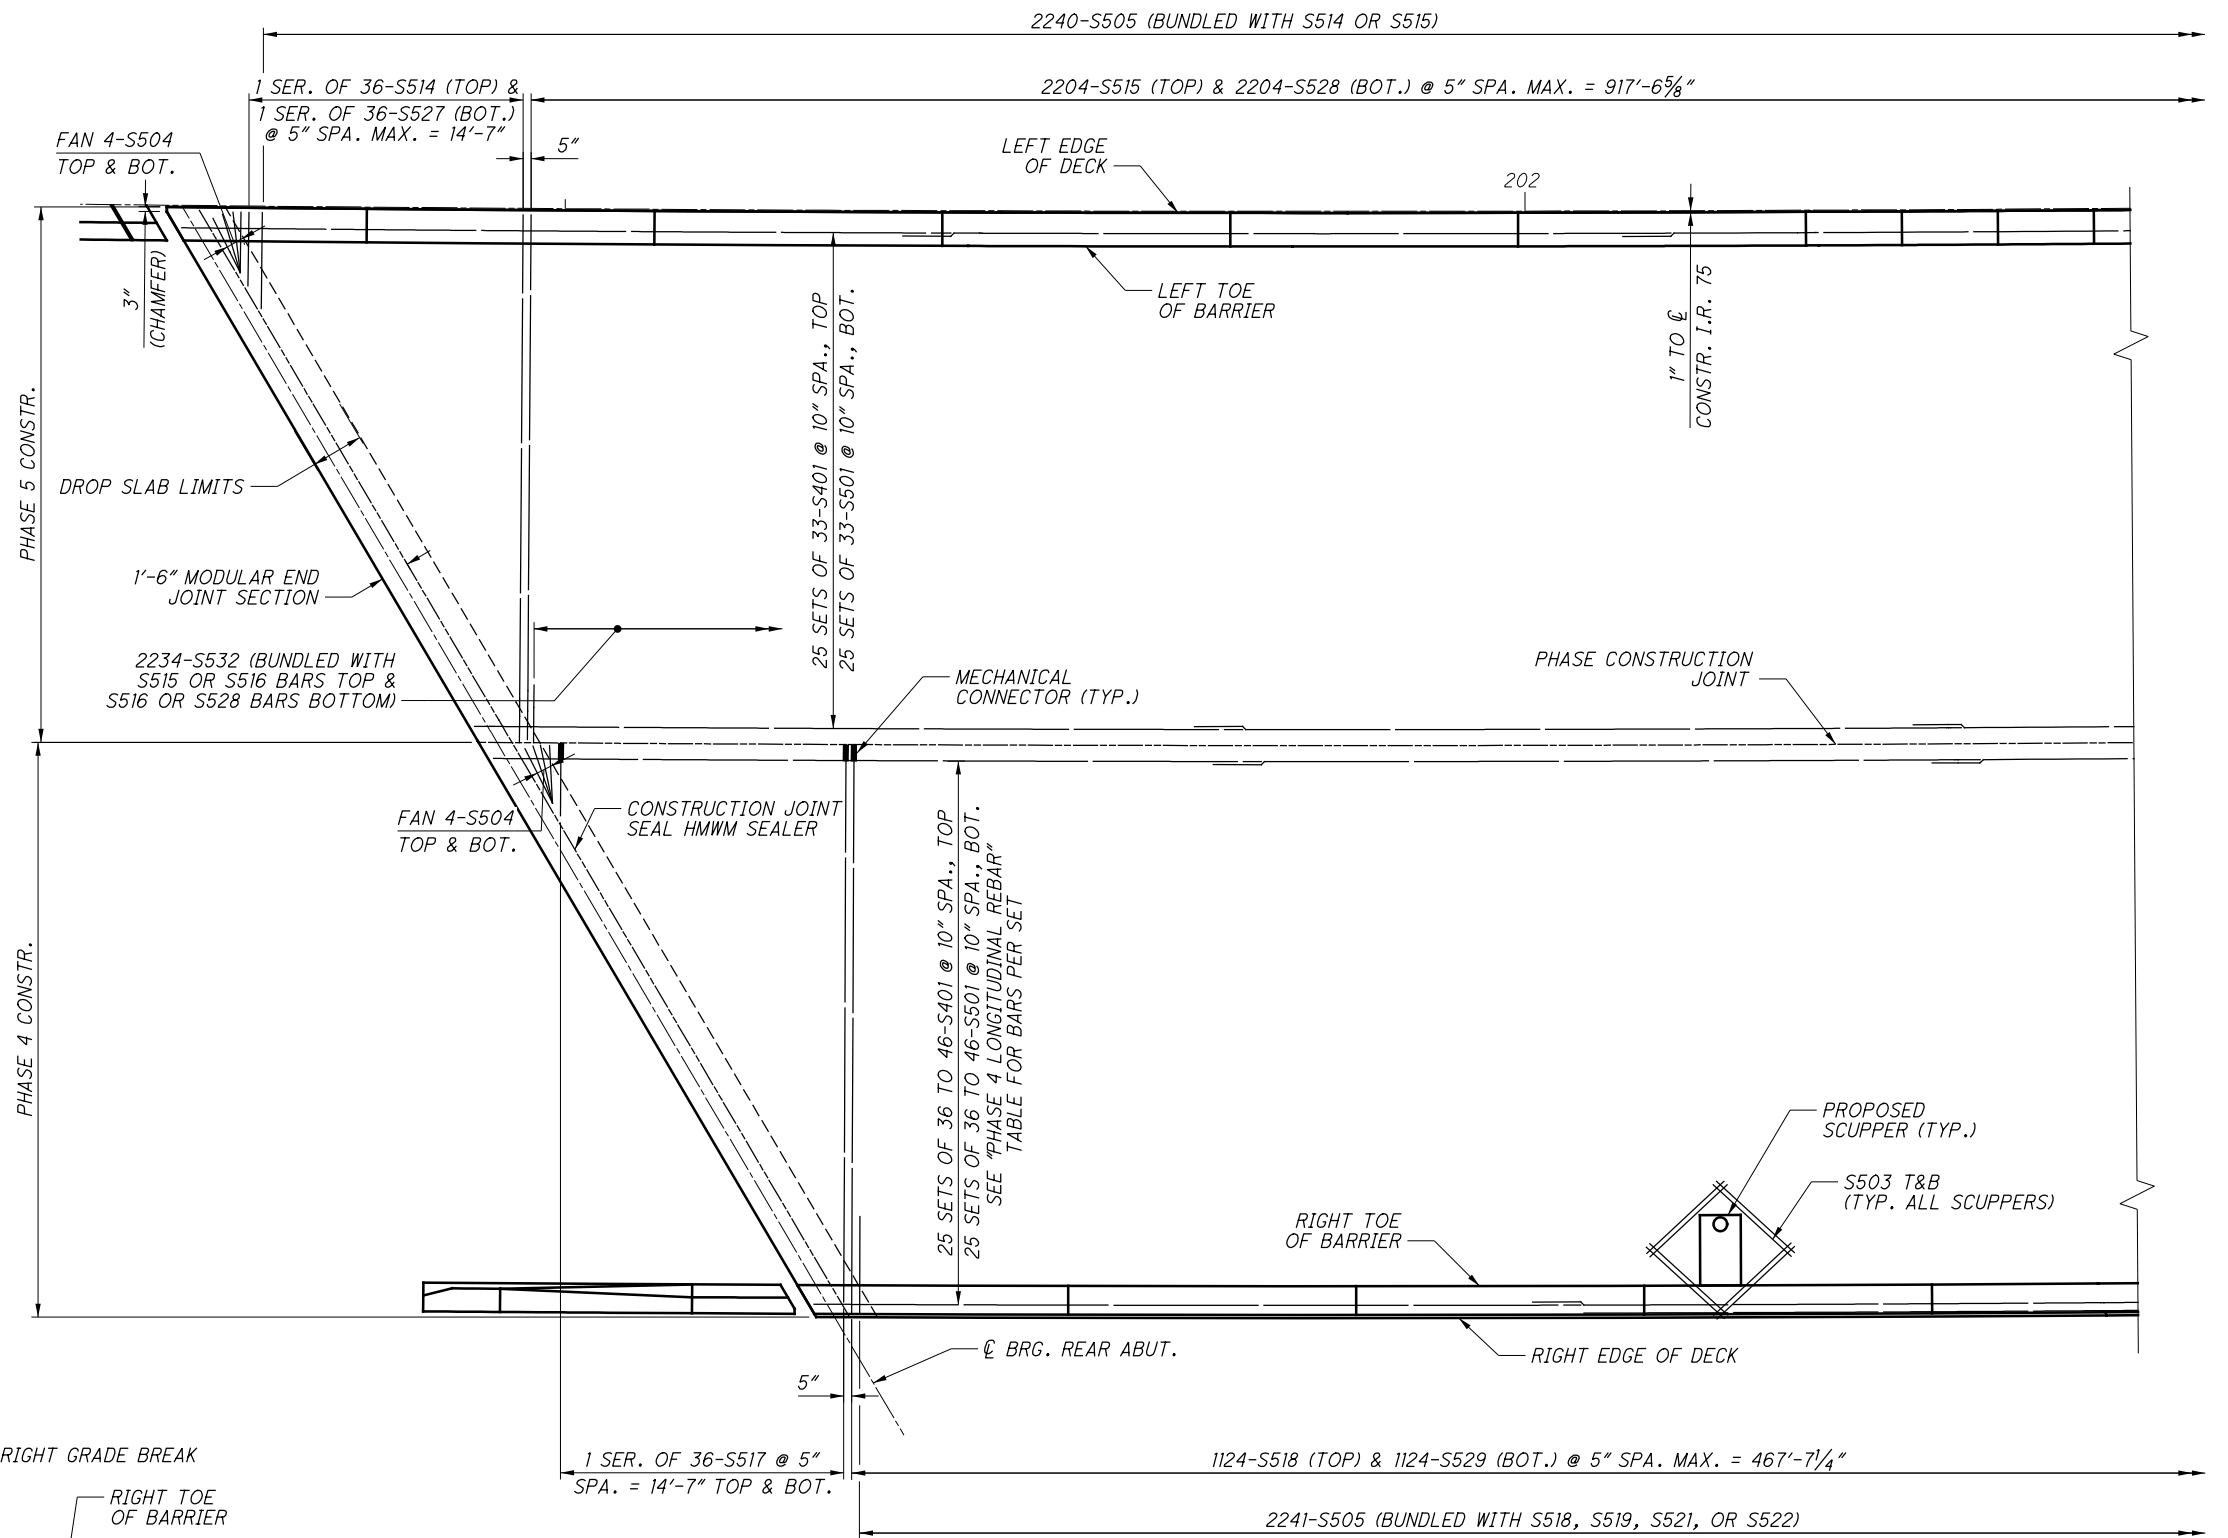 2240-S505 (BUNDLED WITH S514 OR S515)
1 SER. OF 36-S514 (TOP) &
1 SER. OF 36-S527 (BOT.)
@ 5" SPA. MAX. = 14'-7"
2204-S515 (TOP) & 2204-S528 (BOT.) @ 5" SPA. MAX. = 917'-6⅝"
FAN 4-S504
TOP & BOT.
5"
LEFT EDGE
OF DECK
202
3"
(CHAMFER)
LEFT TOE
OF BARRIER
1" TO ℄
CONSTR. I.R. 75
PHASE 5 CONSTR.
DROP SLAB LIMITS
25 SETS OF 33-S401 @ 10" SPA., TOP
25 SETS OF 33-S501 @ 10" SPA., BOT.
1'-6" MODULAR END
JOINT SECTION
2234-S532 (BUNDLED WITH
S515 OR S516 BARS TOP &
S516 OR S528 BARS BOTTOM)
MECHANICAL
CONNECTOR (TYP.)
PHASE CONSTRUCTION
JOINT
FAN 4-S504
TOP & BOT.
CONSTRUCTION JOINT
SEAL HMWM SEALER
PHASE 4 CONSTR.
25 SETS OF 36 TO 46-S401 @ 10" SPA., TOP
25 SETS OF 36 TO 46-S501 @ 10" SPA., BOT.
SEE "PHASE 4 LONGITUDINAL REBAR"
TABLE FOR BARS PER SET
PROPOSED
SCUPPER (TYP.)
S503 T&B
(TYP. ALL SCUPPERS)
RIGHT TOE
OF BARRIER
℄ BRG. REAR ABUT.
RIGHT EDGE OF DECK
5"
RIGHT GRADE BREAK
1 SER. OF 36-S517 @ 5"
SPA. = 14'-7" TOP & BOT.
1124-S518 (TOP) & 1124-S529 (BOT.) @ 5" SPA. MAX. = 467'-7¼"
RIGHT TOE
OF BARRIER
2241-S505 (BUNDLED WITH S518, S519, S521, OR S522)